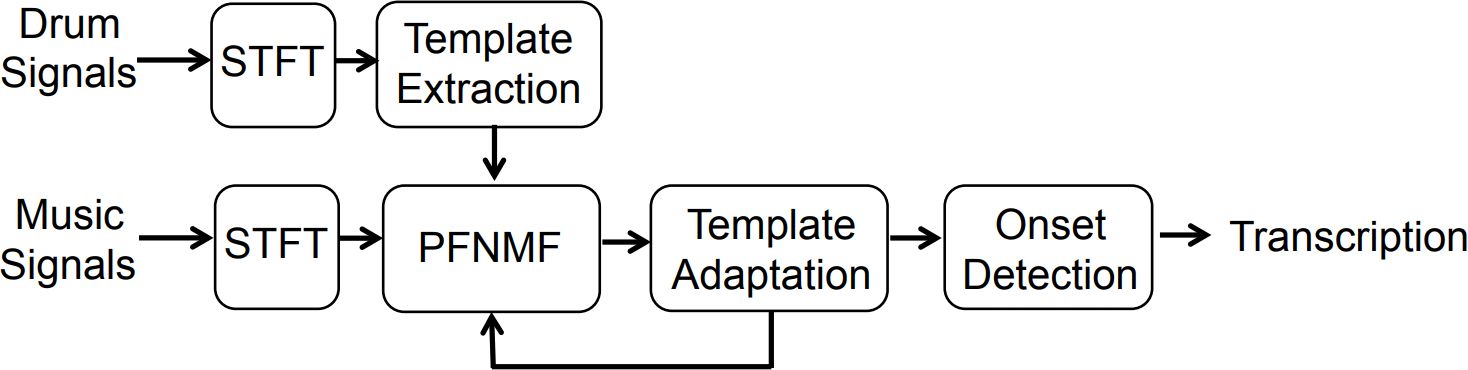 Drum
Signals
STFT
Template
Extraction
Music
Signals
STFT
PFNMF
Template
Adaptation
Onset
Detection
Transcription